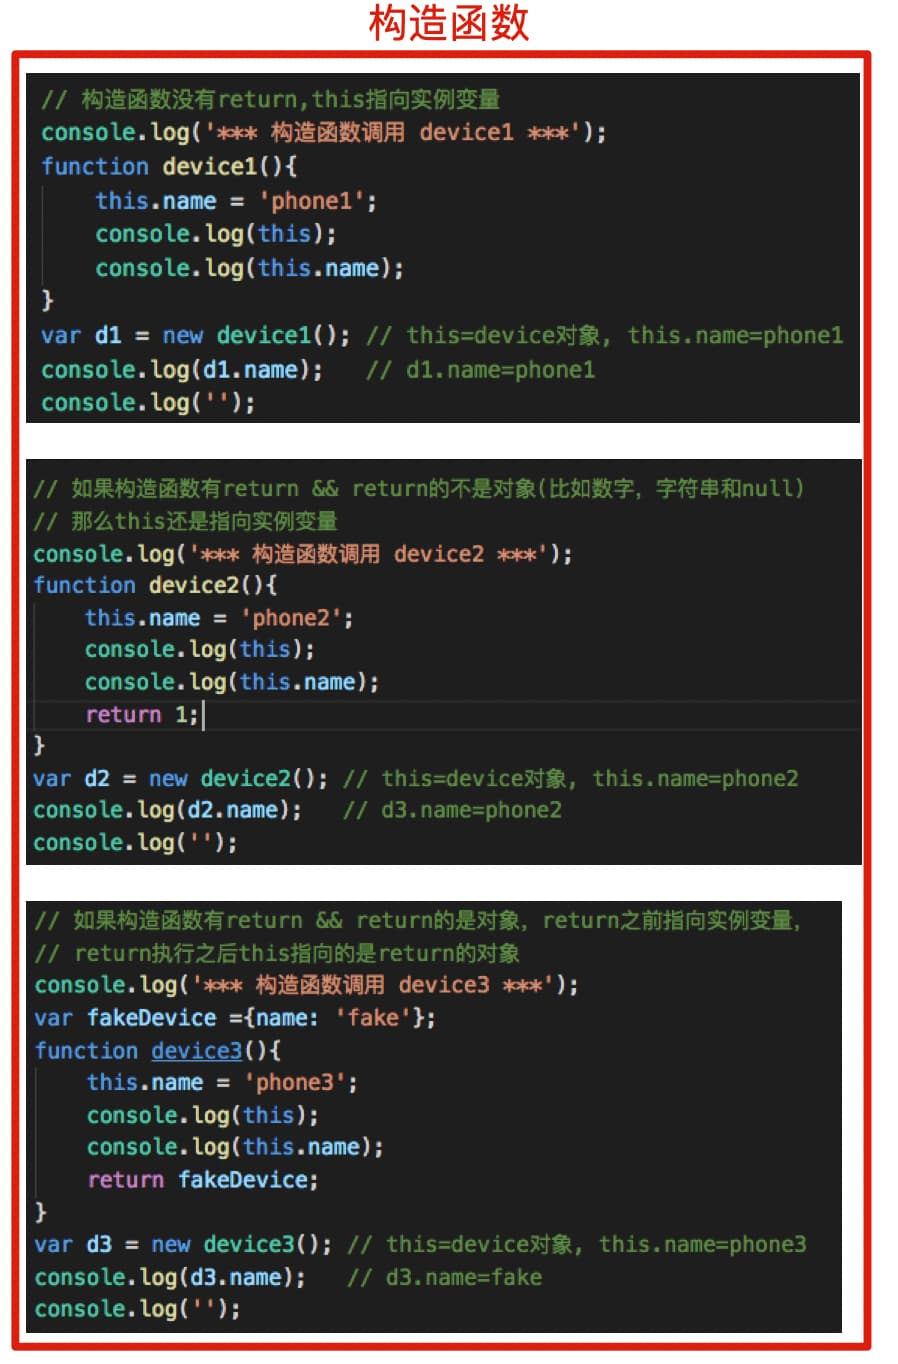 构造函数
// 构造函数没有return,this指向实例变量
console.log('*** 构造函数调用 device1 ***');
function device1(){
    this.name = 'phone1';
    console.log(this);
    console.log(this.name);
}
var d1 = new device1(); // this=device对象, this.name=phone1
console.log(d1.name);   // d1.name=phone1
console.log('');
// 如果构造函数有return && return的不是对象(比如数字, 字符串和null)
// 那么this还是指向实例变量
console.log('*** 构造函数调用 device2 ***');
function device2(){
    this.name = 'phone2';
    console.log(this);
    console.log(this.name);
    return 1;
}
var d2 = new device2(); // this=device对象, this.name=phone2
console.log(d2.name);   // d3.name=phone2
console.log('');
// 如果构造函数有return && return的是对象, return之前指向实例变量,
// return执行之后this指向的是return的对象
console.log('*** 构造函数调用 device3 ***');
var fakeDevice ={name: 'fake'};
function device3(){
    this.name = 'phone3';
    console.log(this);
    console.log(this.name);
    return fakeDevice;
}
var d3 = new device3(); // this=device对象, this.name=phone3
console.log(d3.name);   // d3.name=fake
console.log('');